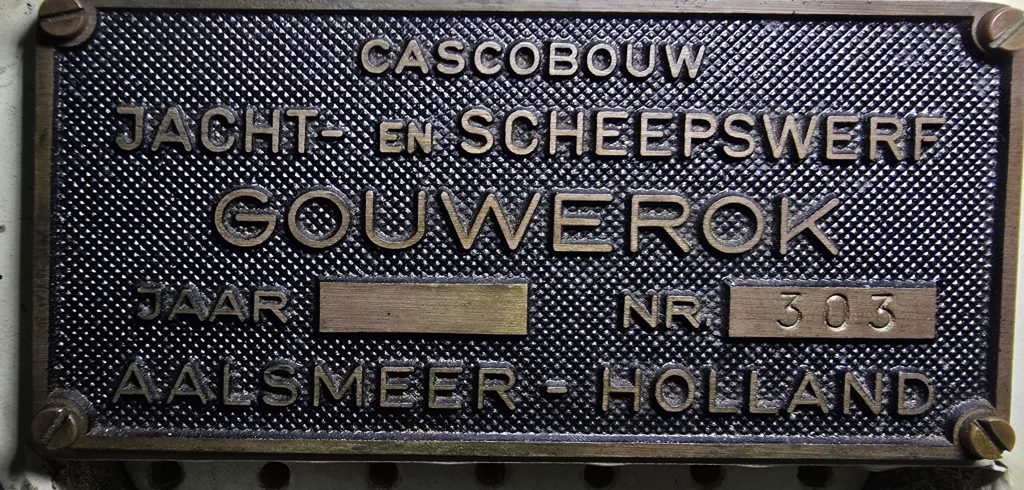 CASCOBOUW
JACHT- EN SCHEEPSWERF
GOUWEROK
JAAR NR. 303
AALSMEER - HOLLAND